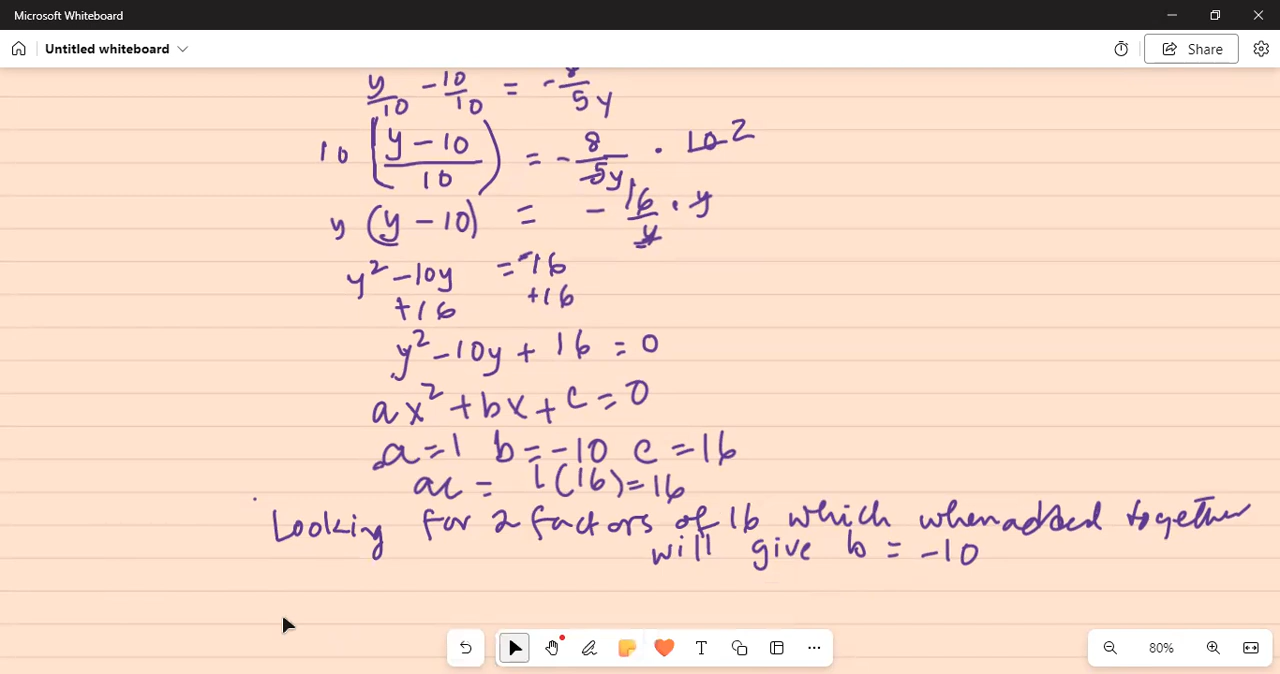 Microsoft Whiteboard
Untitled whiteboard
Share
y/10 - 10/10 = - 8/5y
10 ( (y - 10)/10 ) = - 8/5y · 10 2
y (y - 10) = - 16/y · y
y² - 10y = -16
+16 +16
y² - 10y + 16 = 0
ax² + bx + c = 0
a = 1 b = -10 c = 16
ac = 1(16) = 16
Looking for 2 factors of 16 which when added together
will give b = -10
T
80%